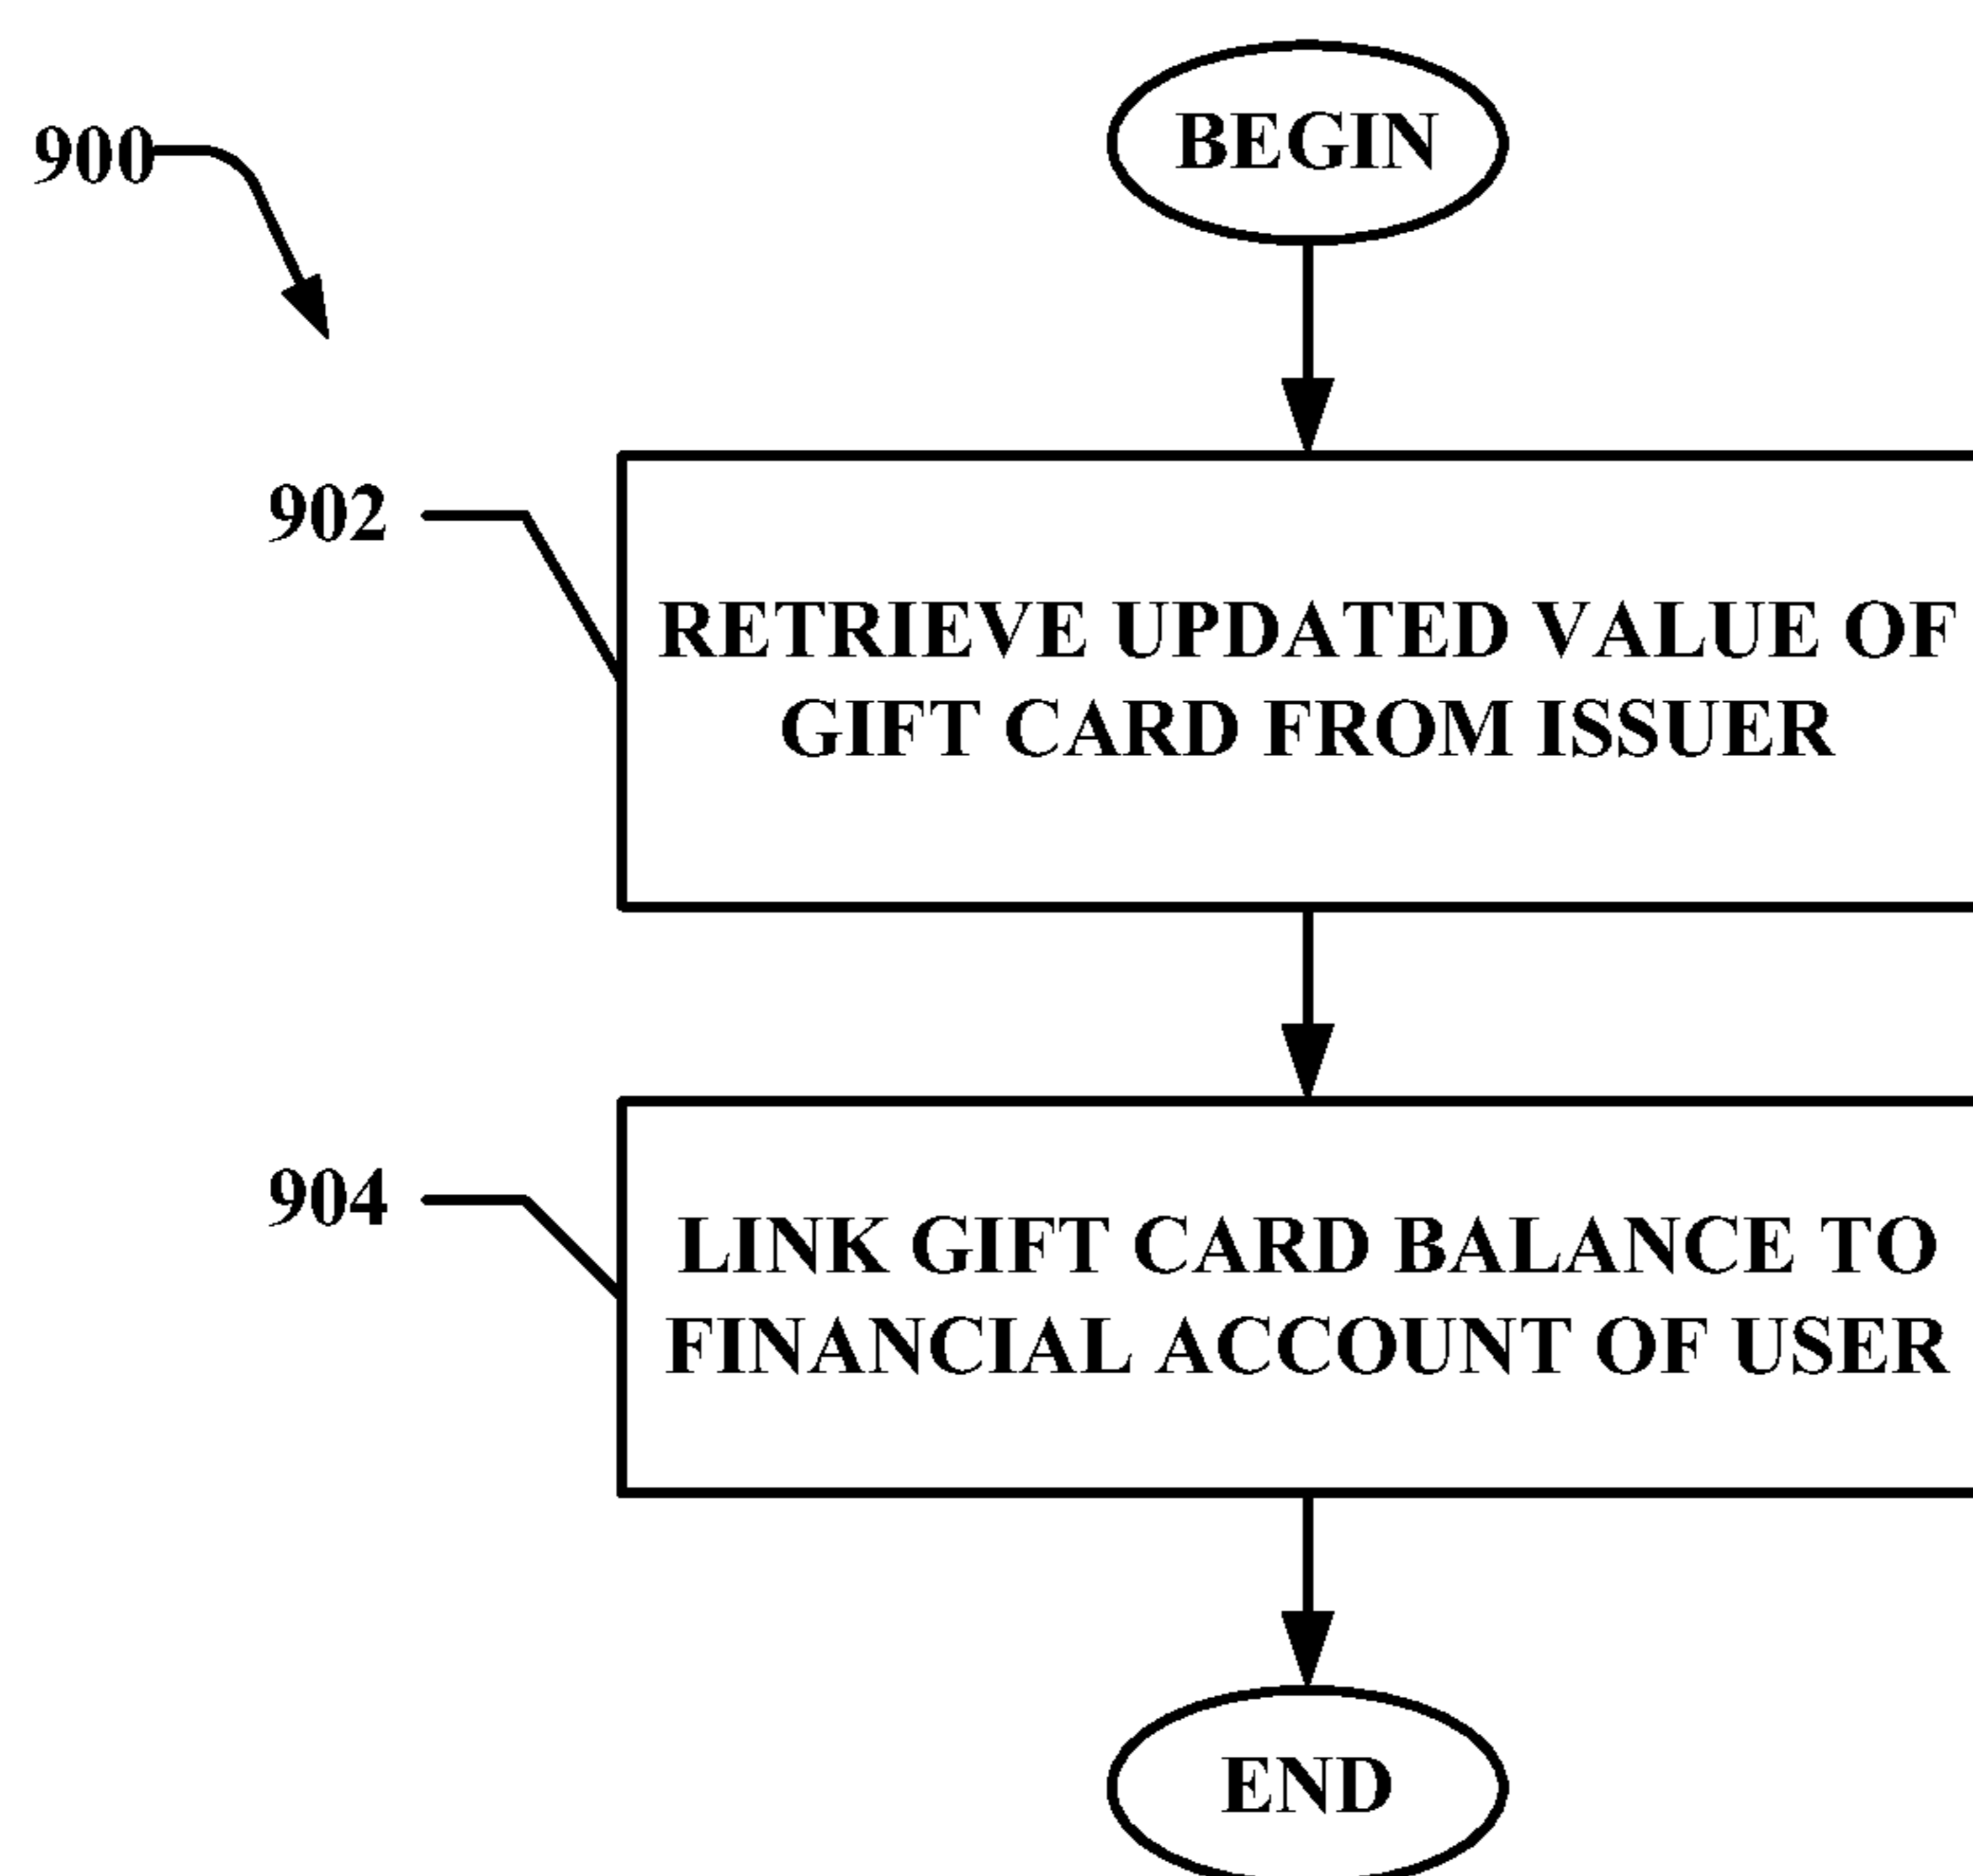 BEGIN
900
902
RETRIEVE UPDATED VALUE OF
GIFT CARD FROM ISSUER
904
LINK GIFT CARD BALANCE TO
FINANCIAL ACCOUNT OF USER
END